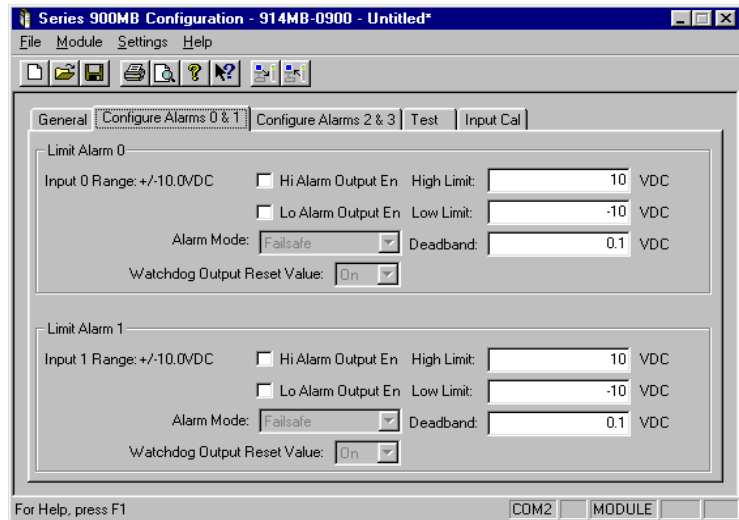 Series 900MB Configuration - 914MB-0900 - Untitled*
File Module Settings Help
General Configure Alarms 0 & 1 Configure Alarms 2 & 3 Test Input Cal
Limit Alarm 0
Input 0 Range: +/-10.0VDC Hi Alarm Output En High Limit: 10 VDC
Lo Alarm Output En Low Limit: -10 VDC
Alarm Mode: Failsafe Deadband: 0.1 VDC
Watchdog Output Reset Value: On
Limit Alarm 1
Input 1 Range: +/-10.0VDC Hi Alarm Output En High Limit: 10 VDC
Lo Alarm Output En Low Limit: -10 VDC
Alarm Mode: Failsafe Deadband: 0.1 VDC
Watchdog Output Reset Value: On
For Help, press F1 COM2 MODULE